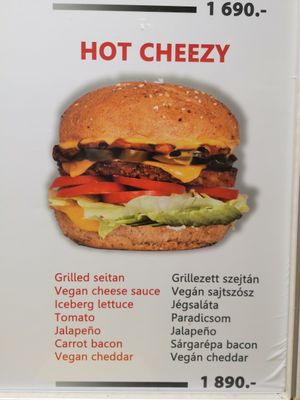 1 690.-
HOT CHEEZY
Grilled seitan Grillezett szejtán
Vegan cheese sauce Vegán sajtszósz
Iceberg lettuce Jégsaláta
Tomato Paradicsom
Jalapeño Jalapeño
Carrot bacon Sárgarépa bacon
Vegan cheddar Vegán cheddar
1 890.-